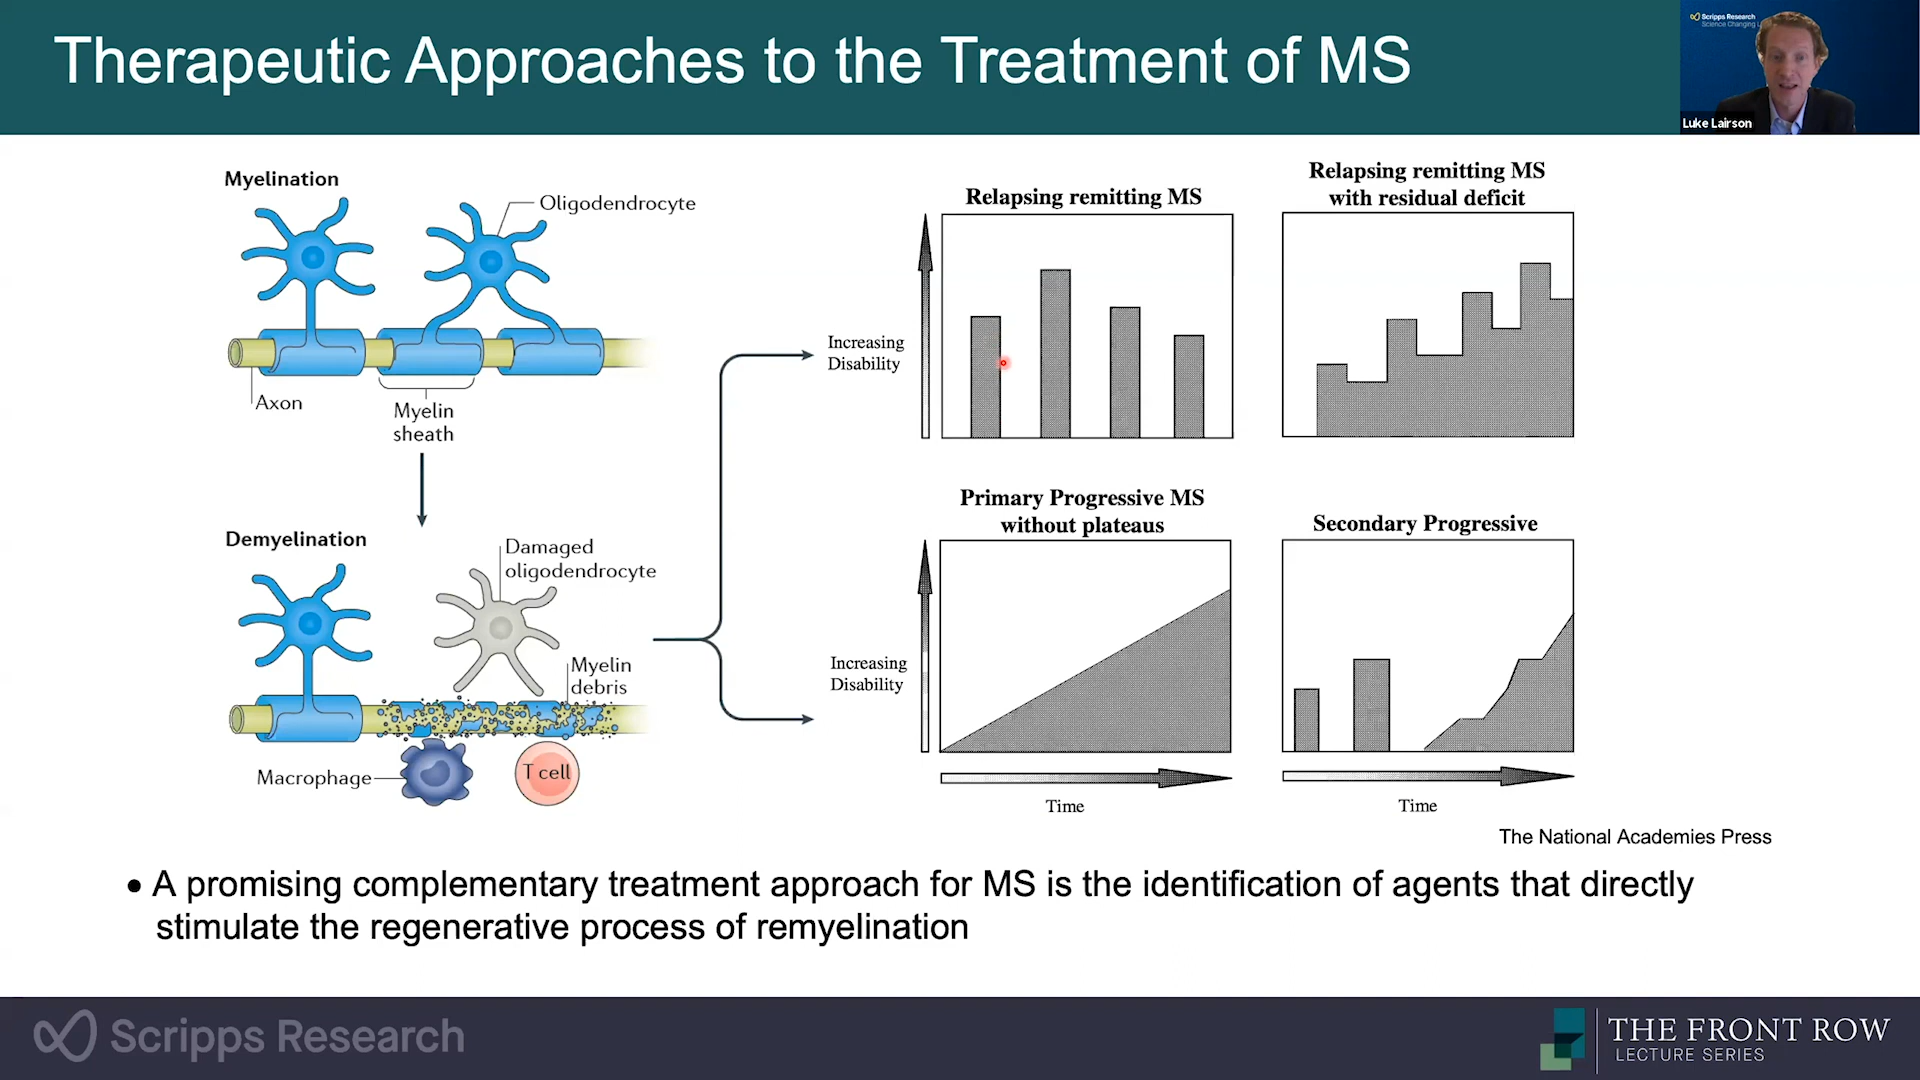 Therapeutic Approaches to the Treatment of MS
Scripps Research
Luke Lairson
Myelination
Oligodendrocyte
Axon
Myelin
sheath
Demyelination
Damaged
oligodendrocyte
Myelin
debris
Macrophage
T cell
Relapsing remitting MS
Increasing
Disability
Relapsing remitting MS
with residual deficit
Primary Progressive MS
without plateaus
Increasing
Disability
Time
Secondary Progressive
Time
The National Academies Press
• A promising complementary treatment approach for MS is the identification of agents that directly
stimulate the regenerative process of remyelination
Scripps Research
THE FRONT ROW
LECTURE SERIES